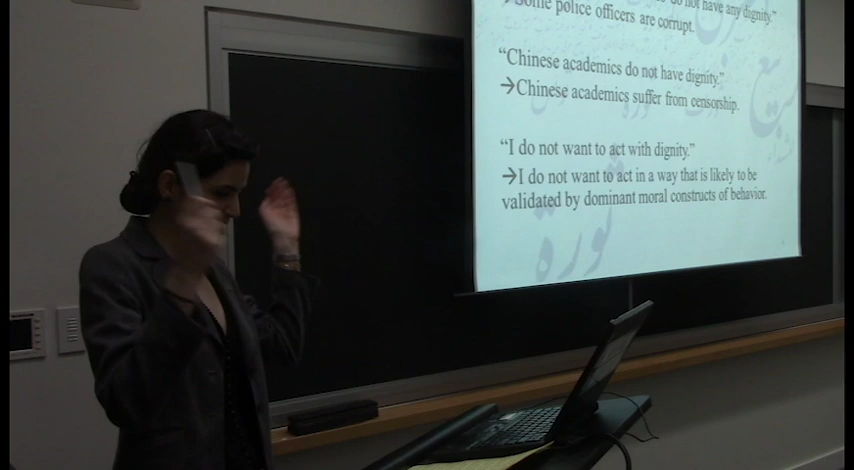 do not have any dignity."
→Some police officers are corrupt.
"Chinese academics do not have dignity."
→Chinese academics suffer from censorship.
"I do not want to act with dignity."
→I do not want to act in a way that is likely to be
validated by dominant moral constructs of behavior.
ثورة